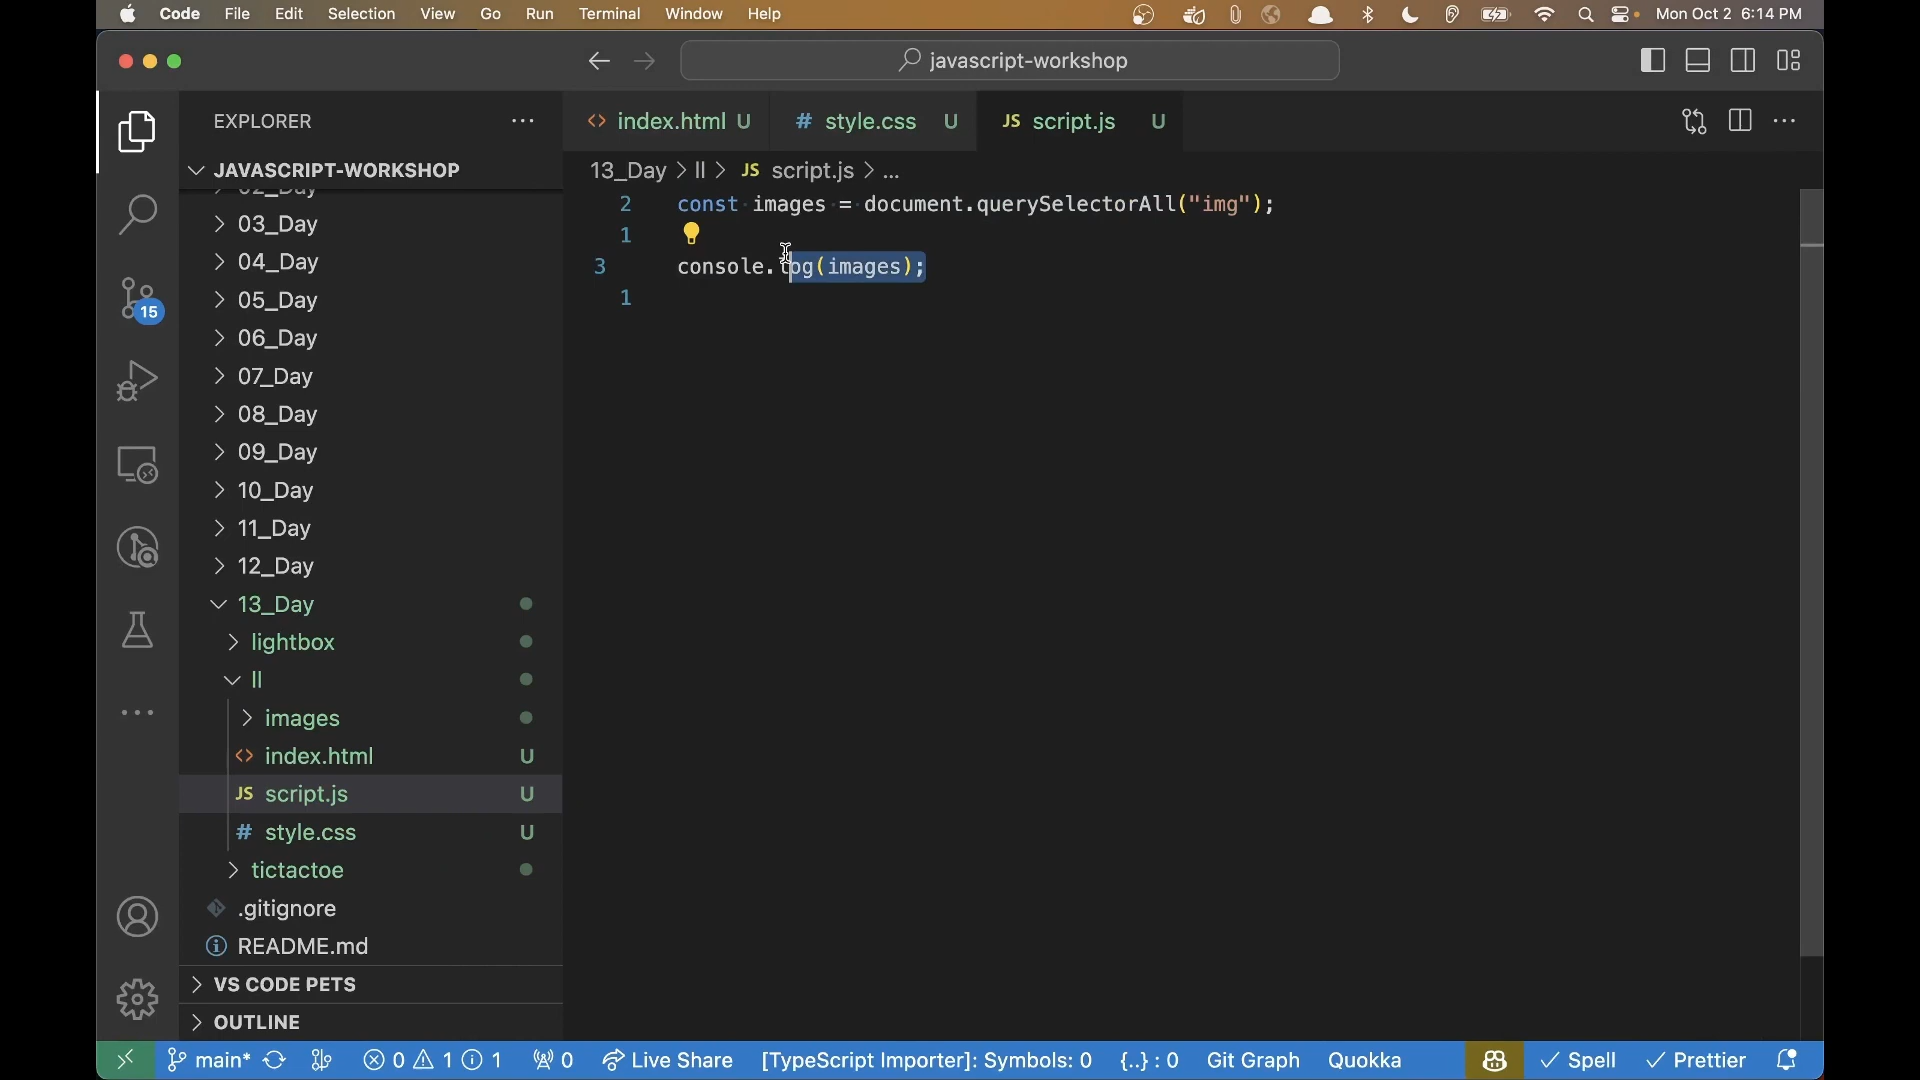 Code File Edit Selection View Go Run Terminal Window Help Mon Oct 2 6:14 PM
javascript-workshop
EXPLORER
index.html U
style.css U
JS script.js U
JAVASCRIPT-WORKSHOP
13_Day > ll > JS script.js > ...
02_Day
03_Day
04_Day
05_Day
06_Day
07_Day
08_Day
09_Day
10_Day
11_Day
12_Day
13_Day
lightbox
ll
images
index.html U
JS script.js U
# style.css U
tictactoe
.gitignore
README.md
VS CODE PETS
OUTLINE
15
2 const images = document.querySelectorAll("img");
1
3 console.log(images);
1
main* 0 1 1 0 Live Share [TypeScript Importer]: Symbols: 0 {..} : 0 Git Graph Quokka Spell Prettier